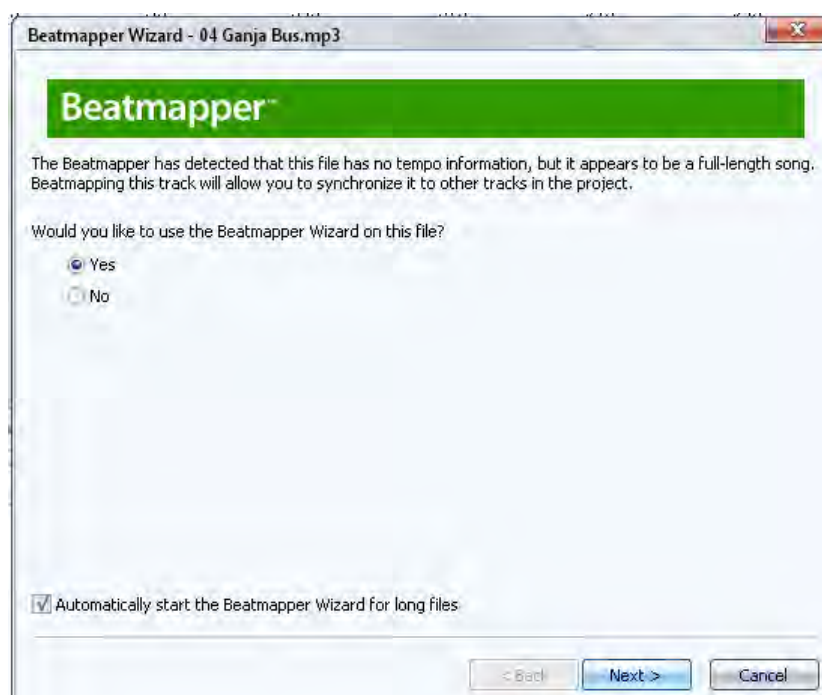 Beatmapper Wizard - 04 Ganja Bus.mp3
Beatmapper™
The Beatmapper has detected that this file has no tempo information, but it appears to be a full-length song.
Beatmapping this track will allow you to synchronize it to other tracks in the project.
Would you like to use the Beatmapper Wizard on this file?
Yes
No
Automatically start the Beatmapper Wizard for long files
< Back Next > Cancel